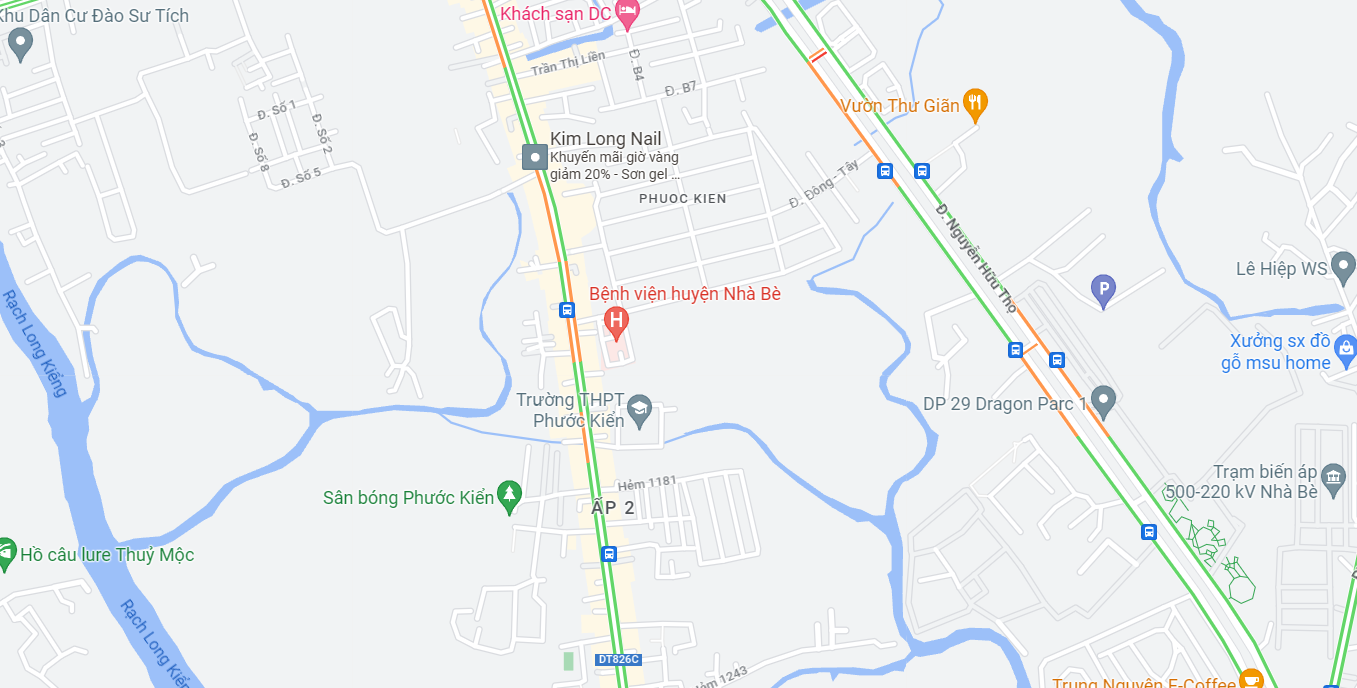 Khu Dân Cư Đào Sư Tích
Khách sạn DC
Trần Thị Liền
Đ. B4
Đ. B7
Đ. Số 1
Đ. Số 2
Đ. Số 8
Đ. Số 5
Vườn Thư Giãn
Kim Long Nail
Khuyến mãi giờ vàng
giảm 20% - Sơn gel ...
PHUOC KIEN
Đ. Đông - Tây
Đ. Nguyễn Hữu Thọ
Lê Hiệp WS
P
Bệnh viện huyện Nhà Bè
H
Rạch Long Kiểng
Xưởng sx đồ
gỗ msu home
Trường THPT
Phước Kiển
DP 29 Dragon Parc 1
Trạm biến áp
500-220 kV Nhà Bè
Hẻm 1181
Sân bóng Phước Kiển
ẤP 2
Hồ câu lure Thuỷ Mộc
Rạch Long Kiểng
DT826C
Hẻm 1243
Trung Nguyên E-Coffee